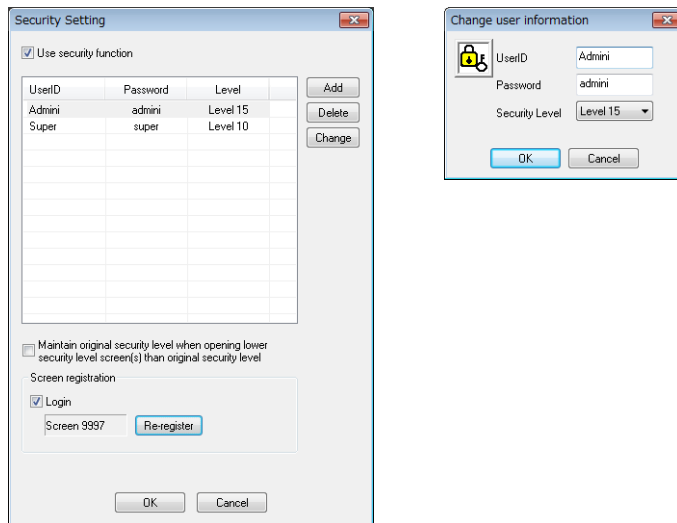 Security Setting
Use security function
UserID Password Level
Admini admini Level 15
Super super Level 10
Add
Delete
Change
Maintain original security level when opening lower
security level screen(s) than original security level
Screen registration
Login
Screen 9997 Re-register
OK Cancel
Change user information
UserID Admini
Password admini
Security Level Level 15
OK Cancel